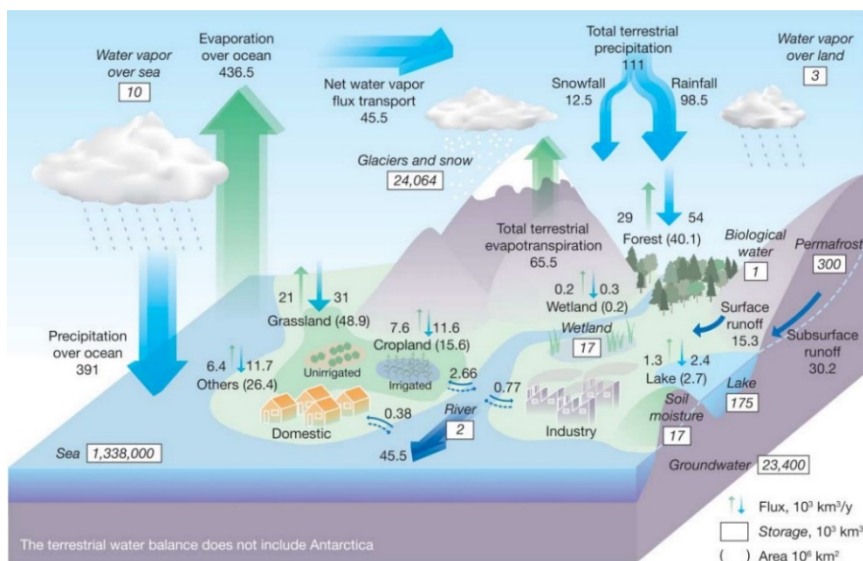 Water vapor
over sea
10
Evaporation
over ocean
436.5
Net water vapor
flux transport
45.5
Total terrestrial
precipitation
111
Snowfall
12.5
Rainfall
98.5
Water vapor
over land
3
Glaciers and snow
24,064
Total terrestrial
evapotranspiration
65.5
29
54
Forest (40.1)
Biological
water
1
Permafrost
300
Precipitation
over ocean
391
21
31
Grassland (48.9)
7.6
11.6
Cropland (15.6)
0.2
0.3
Wetland (0.2)
Wetland
17
Surface
runoff
15.3
Subsurface
runoff
30.2
6.4
11.7
Others (26.4)
Unirrigated
Irrigated
2.66
0.77
1.3
2.4
Lake (2.7)
Lake
175
Domestic
0.38
River
2
Industry
Soil
moisture
17
45.5
Sea 1,338,000
Groundwater 23,400
Flux, 10³ km³/y
Storage, 10³ km³
( ) Area 10⁶ km²
The terrestrial water balance does not include Antarctica